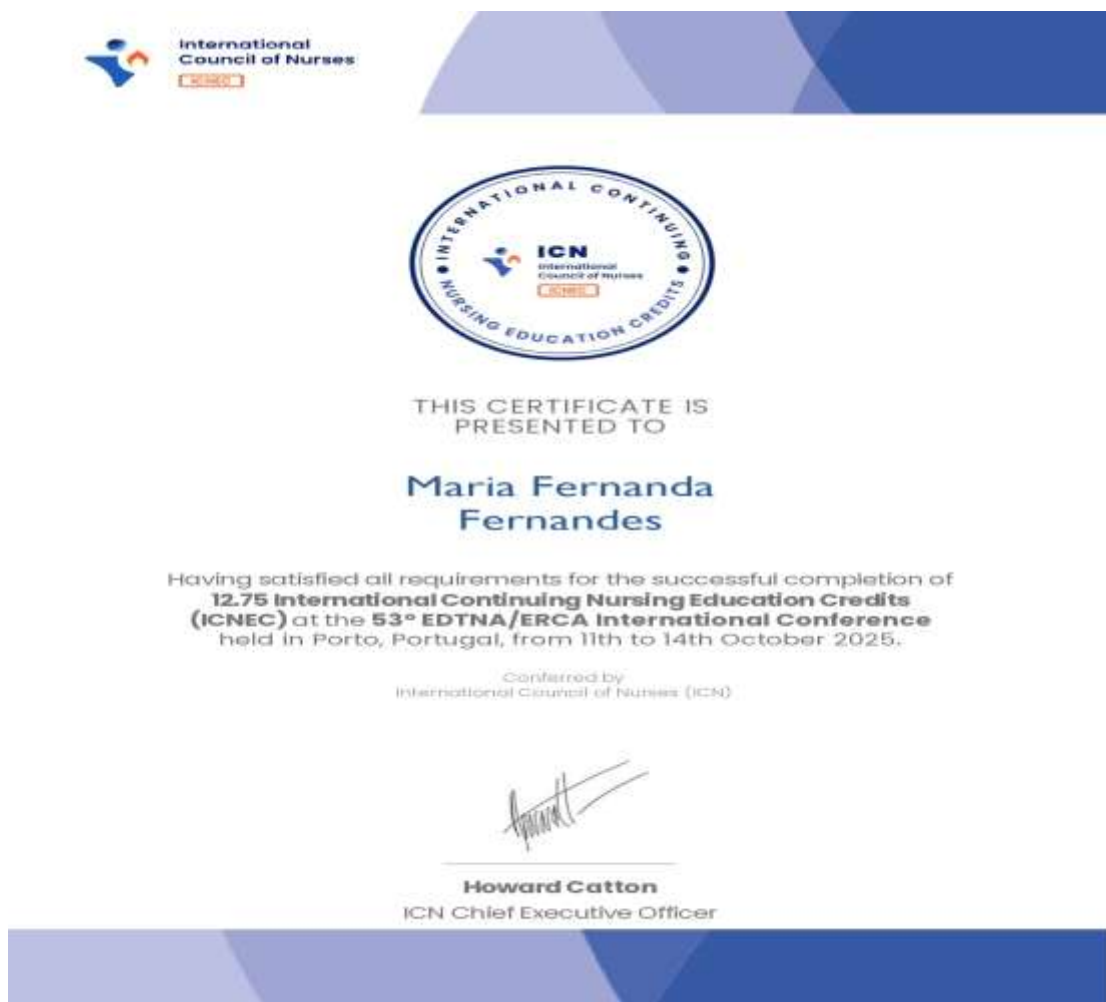 International
Council of Nurses
ICNEC
INTERNATIONAL CONTINUING
NURSING EDUCATION CREDITS
ICN
International
Council of Nurses
ICNEC
THIS CERTIFICATE IS
PRESENTED TO
Maria Fernanda
Fernandes
Having satisfied all requirements for the successful completion of
12.75 International Continuing Nursing Education Credits
(ICNEC) at the 53° EDTNA/ERCA International Conference
held in Porto, Portugal, from 11th to 14th October 2025.
Conferred by
International Council of Nurses (ICN)
Howard Catton
ICN Chief Executive Officer